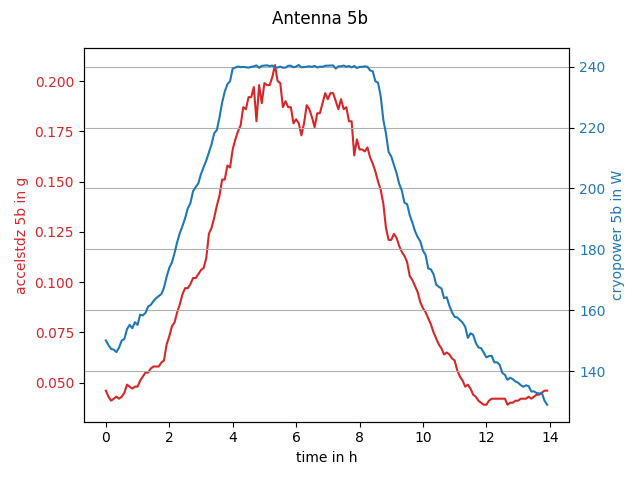 Antenna 5b
accelstdz 5b in g
0.200
0.175
0.150
0.125
0.100
0.075
0.050
240
220
200
180
160
140
cryopower 5b in W
0 2 4 6 8 10 12 14
time in h